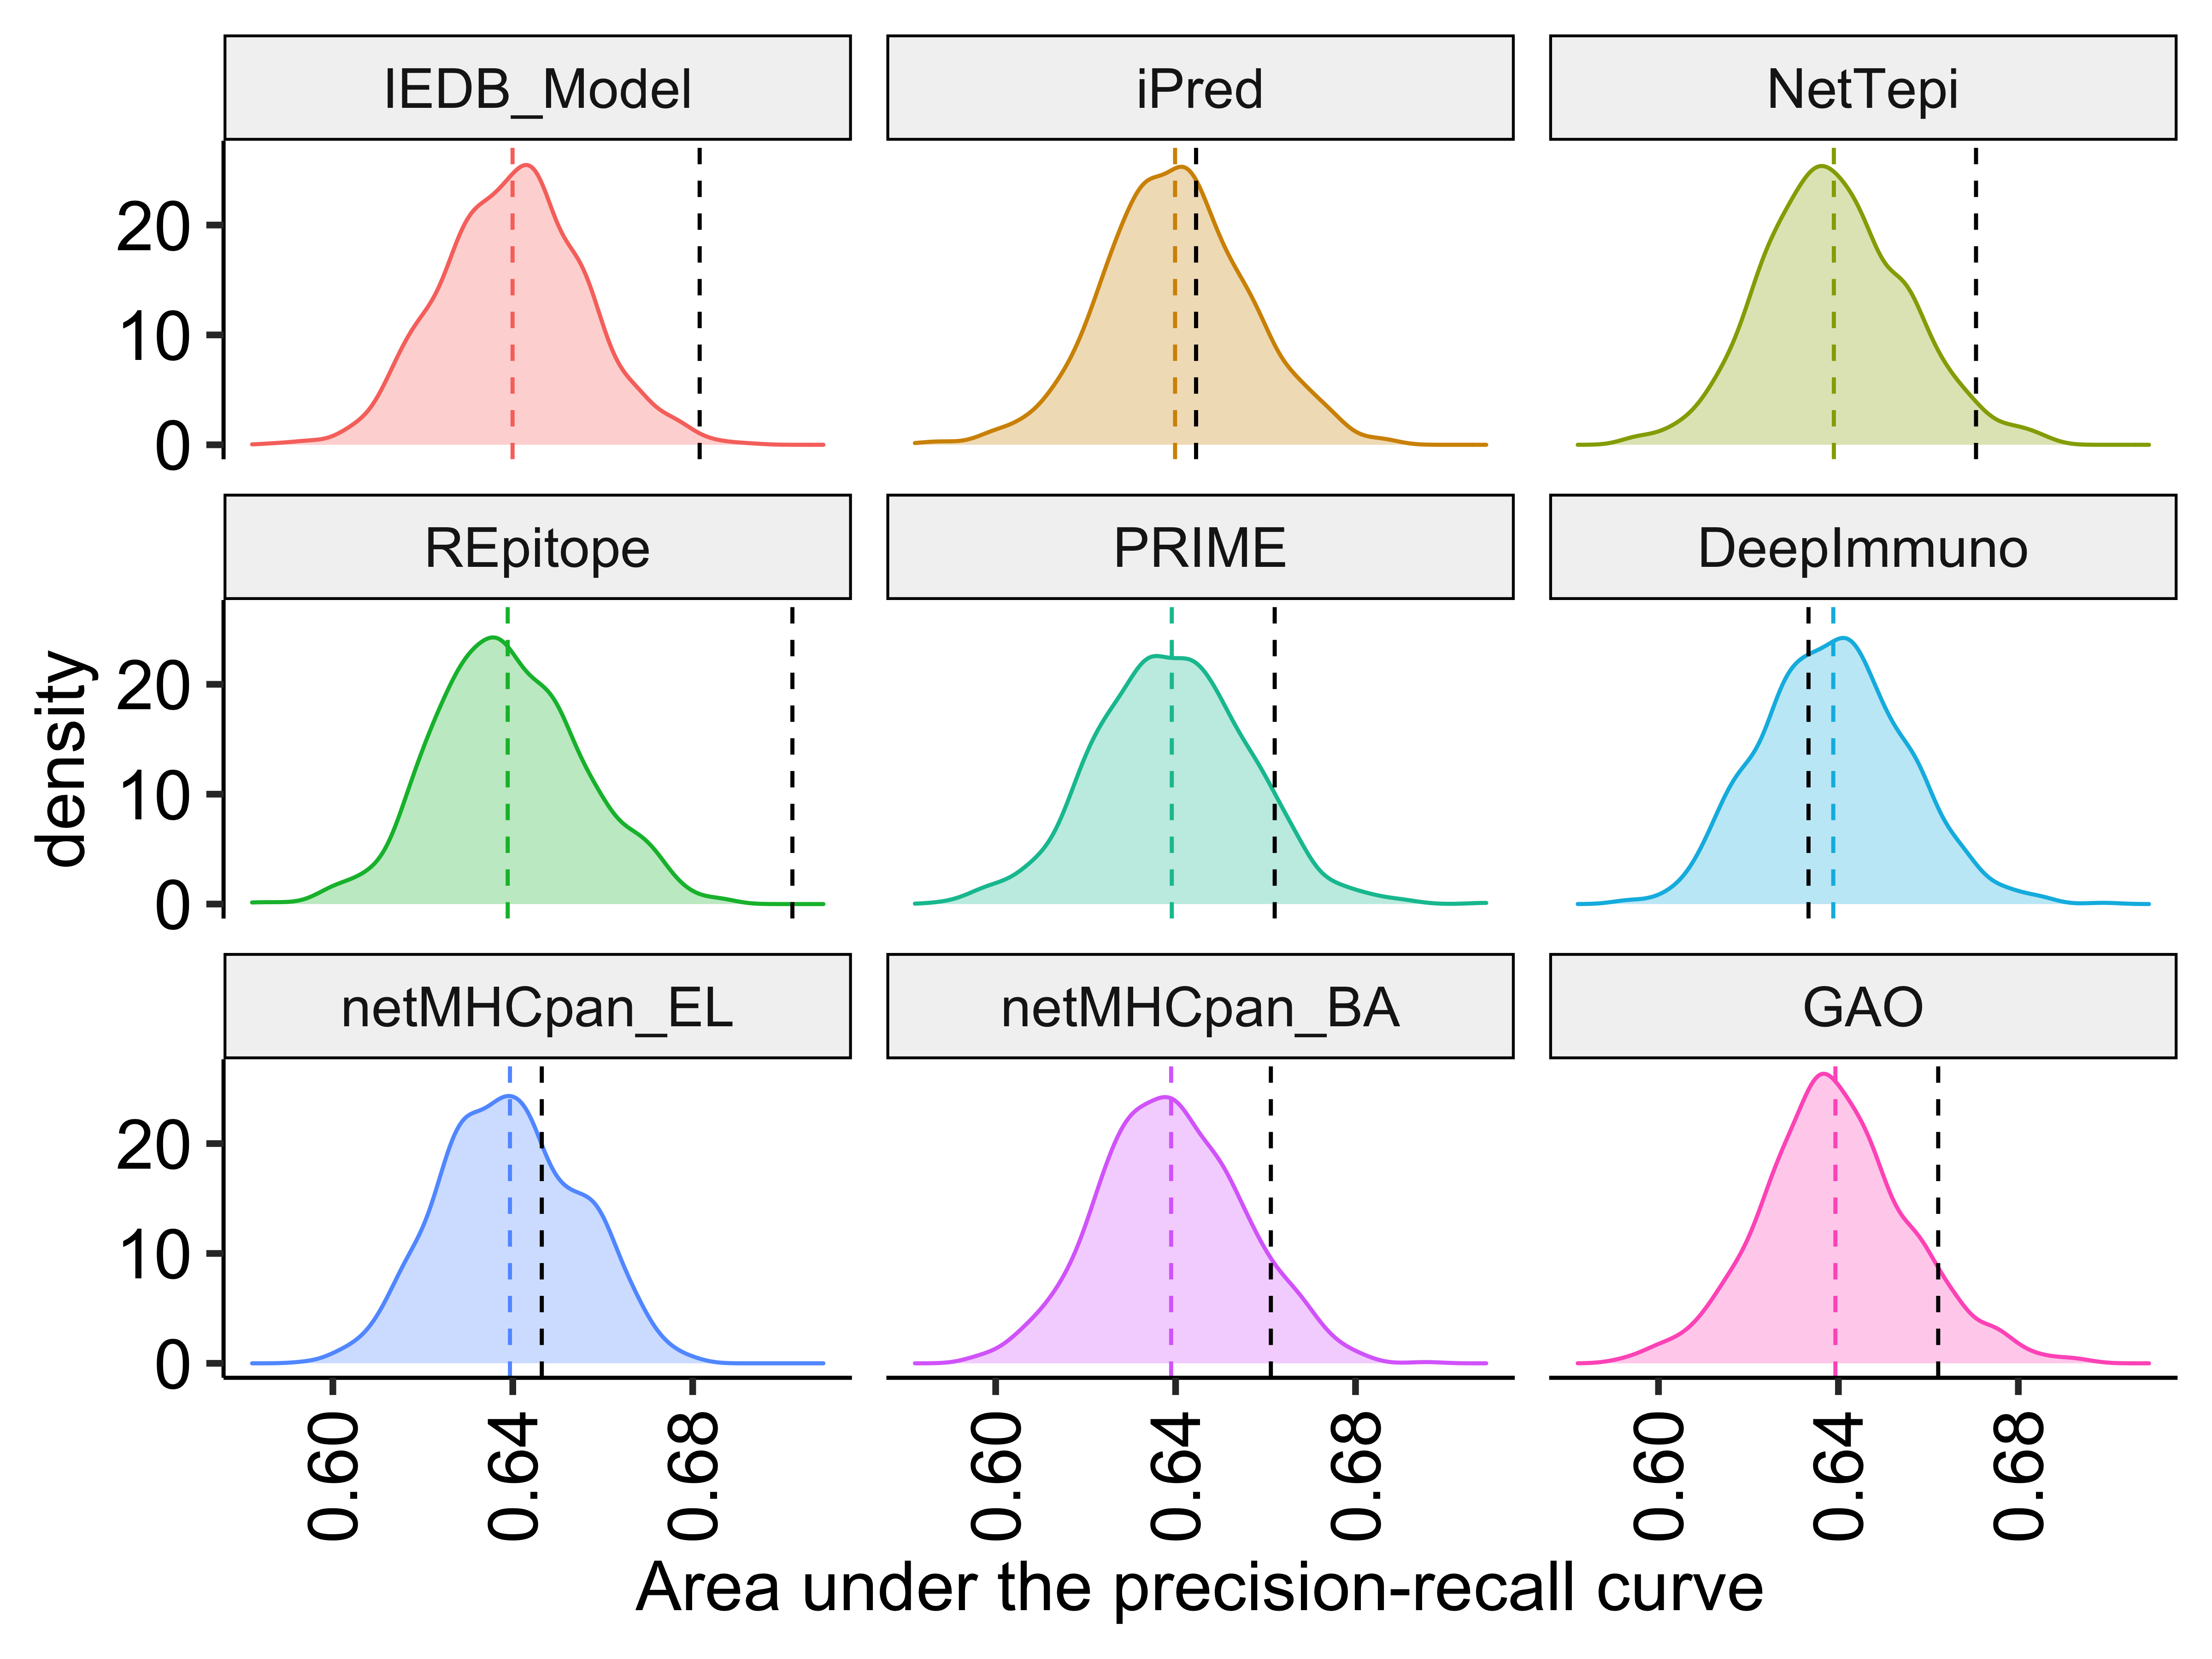 IEDB_Model
iPred
NetTepi
20
10
0
REpitope
PRIME
DeepImmuno
density
20
10
0
netMHCpan_EL
netMHCpan_BA
GAO
20
10
0
0.60
0.64
0.68
0.60
0.64
0.68
0.60
0.64
0.68
Area under the precision-recall curve